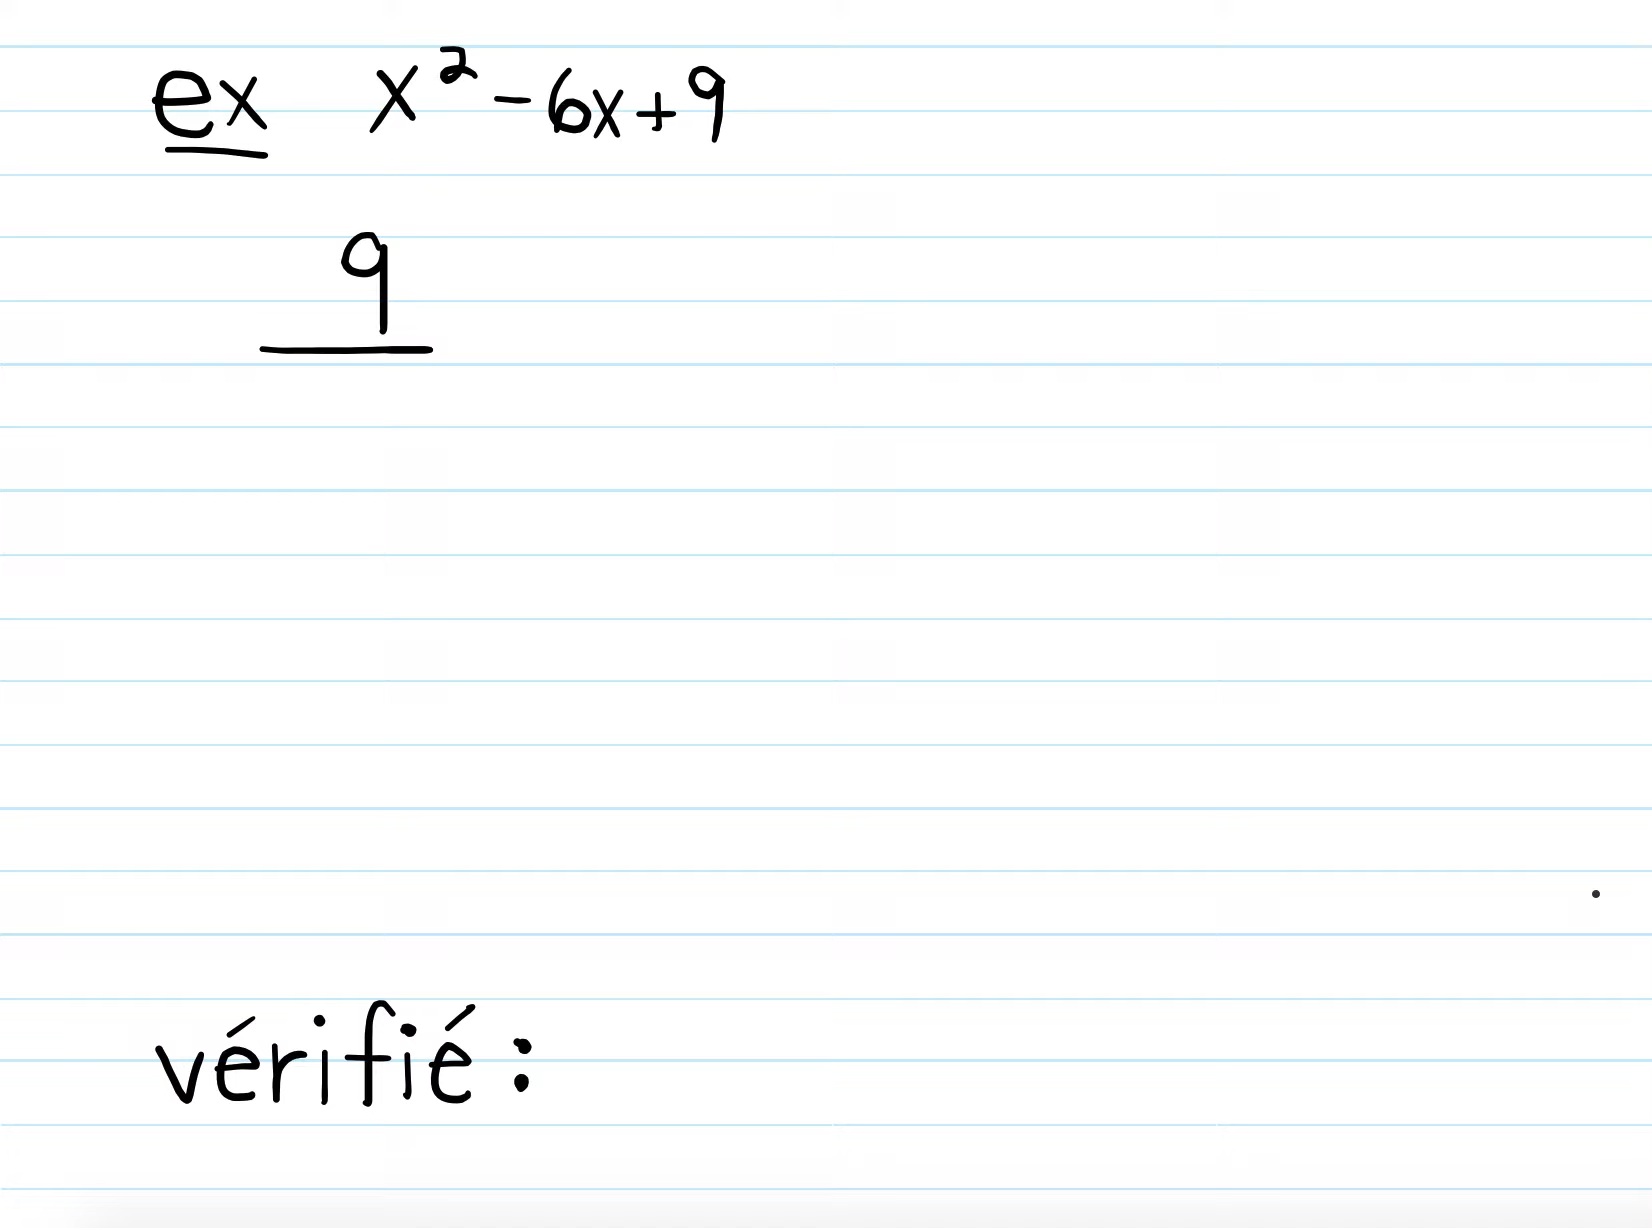 ex x² - 6x + 9
9
vérifié :